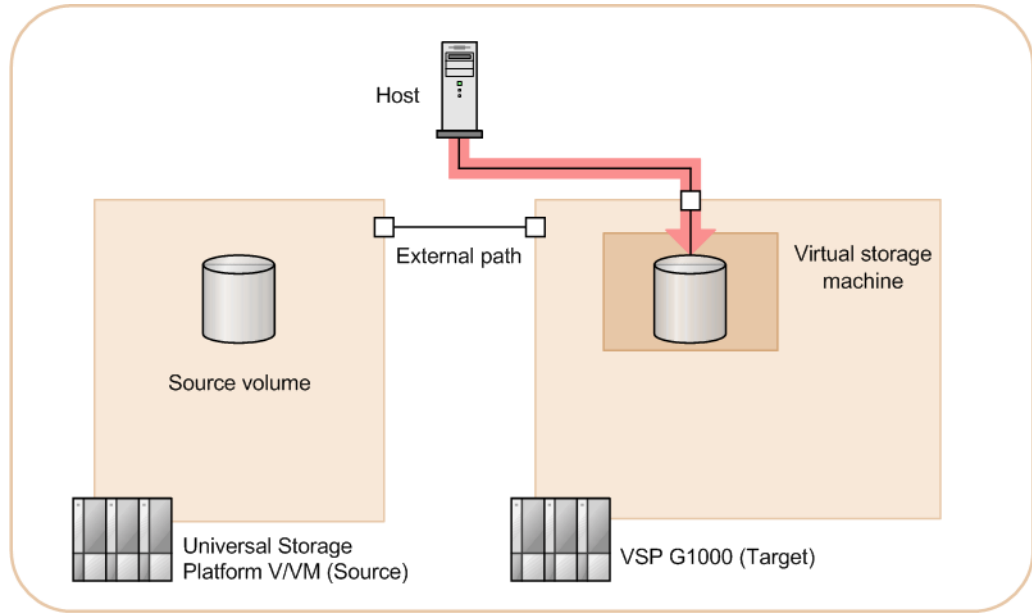 Host
External path
Virtual storage
machine
Source volume
Universal Storage
Platform V/VM (Source)
VSP G1000 (Target)